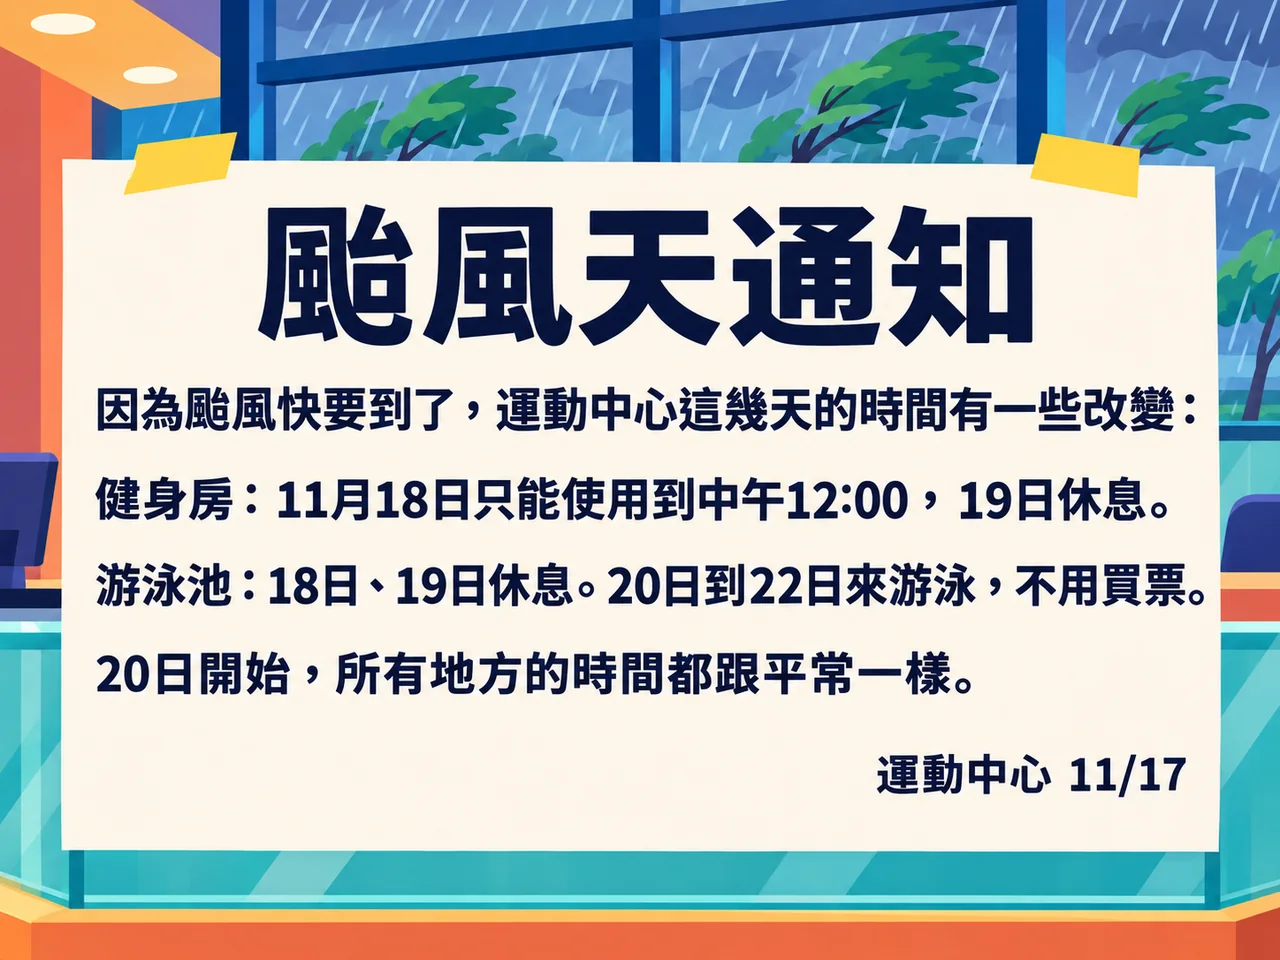 颱風天通知
因為颱風快要到了，運動中心這幾天的時間有一些改變：
健身房：11月18日只能使用到中午12:00，19日休息。
游泳池：18日、19日休息。20日到22日來游泳，不用買票。
20日開始，所有地方的時間都跟平常一樣。
運動中心 11/17